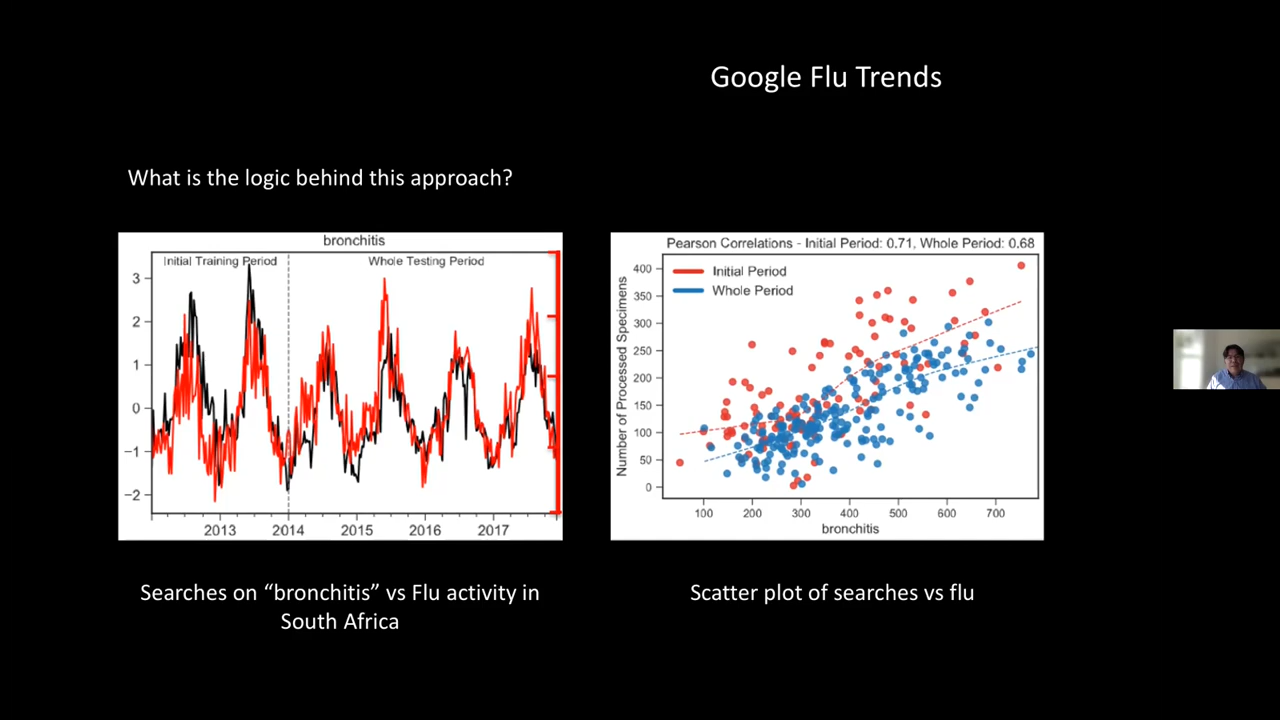 Google Flu Trends
What is the logic behind this approach?
bronchitis
Initial Training Period
Whole Testing Period
3
2
1
0
−1
−2
2013 2014 2015 2016 2017
Pearson Correlations - Initial Period: 0.71, Whole Period: 0.68
Initial Period
Whole Period
Number of Processed Specimens
400
350
300
250
200
150
100
50
0
100 200 300 400 500 600 700
bronchitis
Searches on “bronchitis” vs Flu activity in
South Africa
Scatter plot of searches vs flu